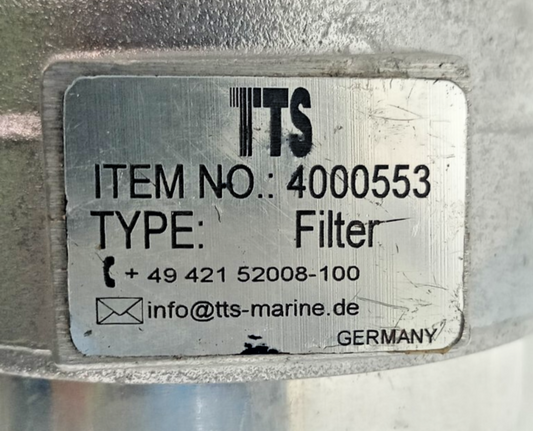 TTS
ITEM NO.: 4000553
TYPE: Filter
+ 49 421 52008-100
info@tts-marine.de
GERMANY